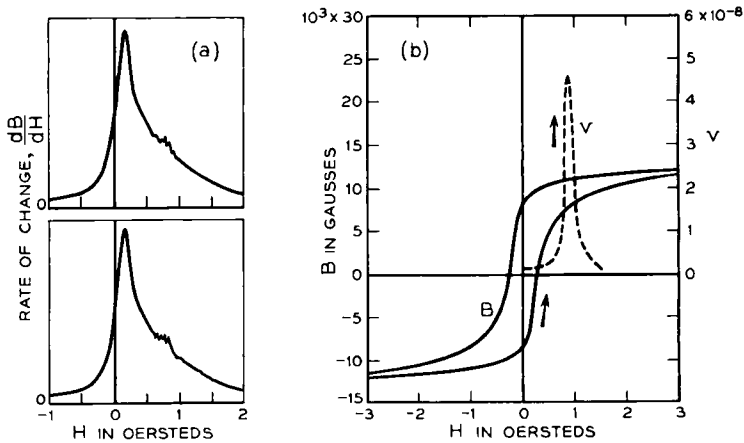 (a)
RATE OF CHANGE, dB/dH
0
0
-1 0 1 2
H IN OERSTEDS
(b)
10³ × 30
25
20
15
10
5
0
-5
-10
-15
B IN GAUSSES
-3 -2 -1 0 1 2 3
H IN OERSTEDS
6×10⁻⁸
5
4
3
2
1
0
V
V
B